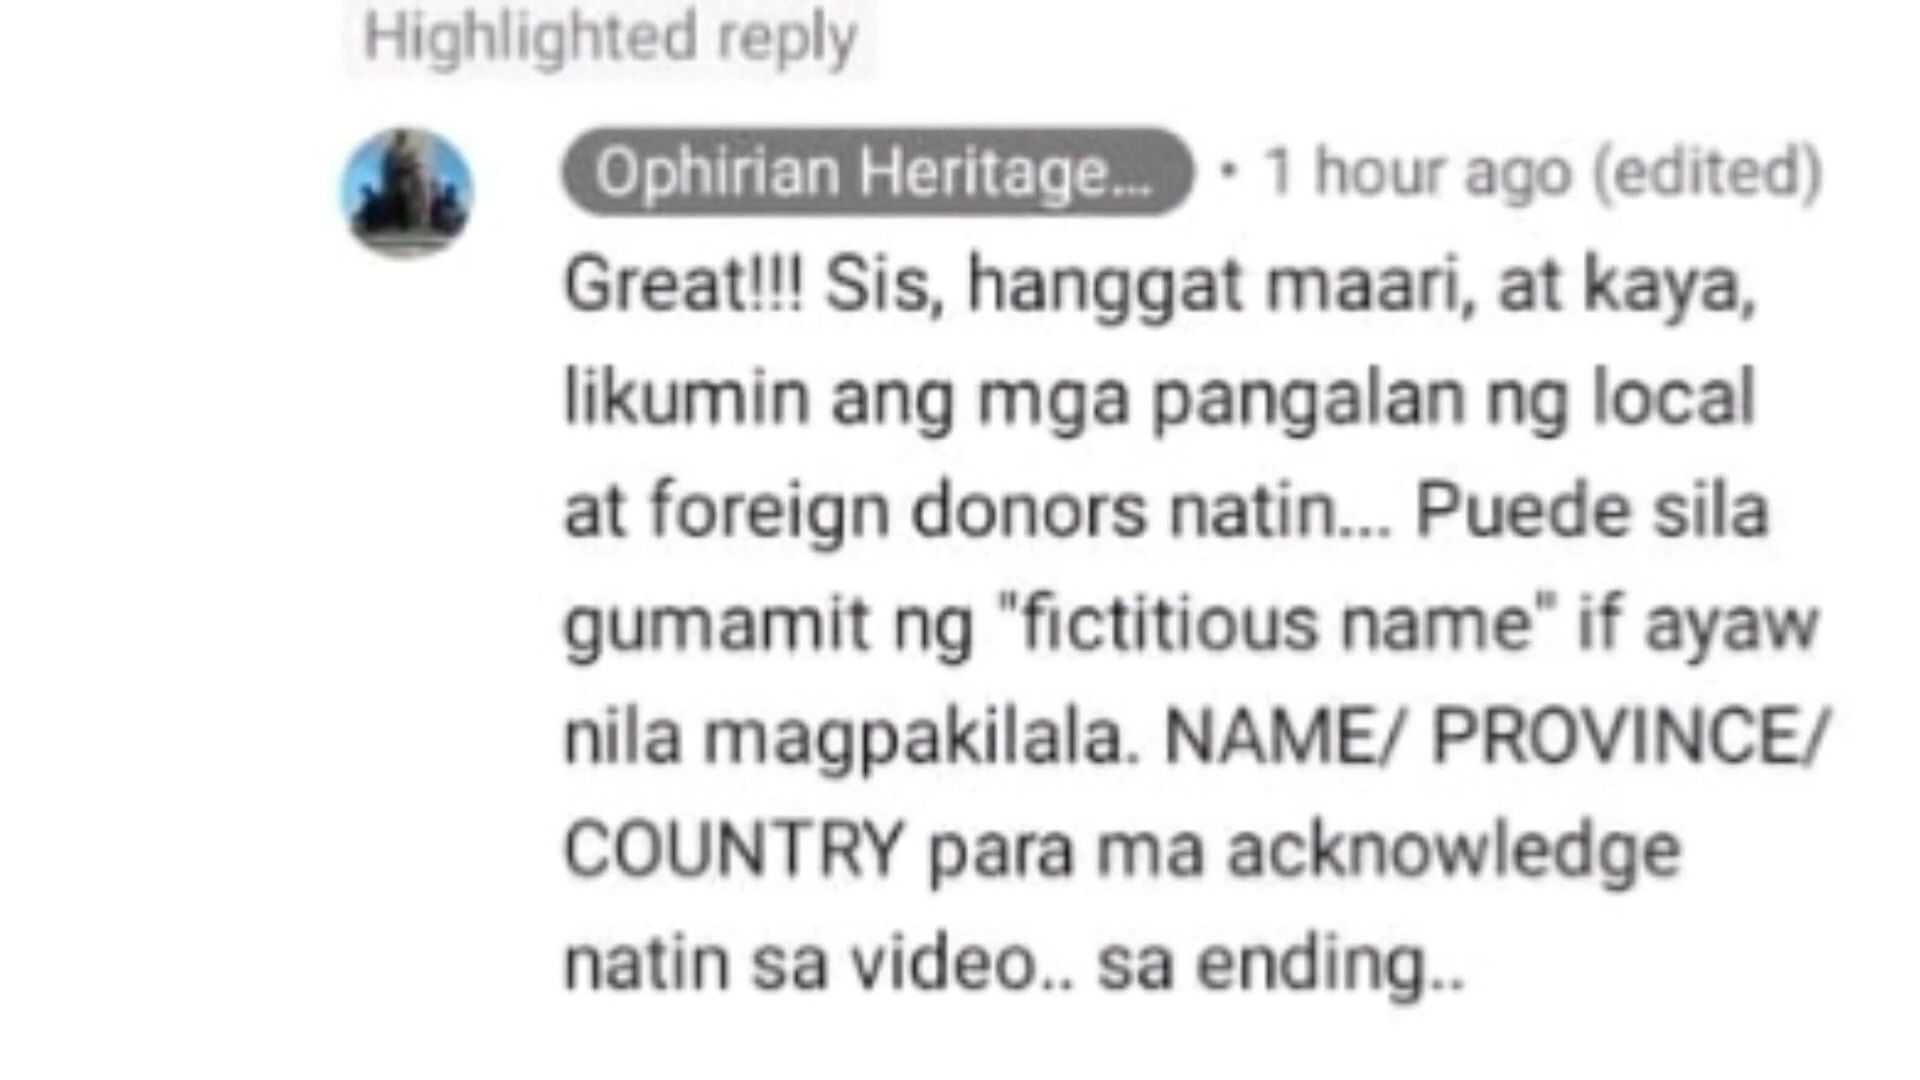 Highlighted reply
Ophirian Heritage... • 1 hour ago (edited)
Great!!! Sis, hanggat maari, at kaya,
likumin ang mga pangalan ng local
at foreign donors natin... Puede sila
gumamit ng "fictitious name" if ayaw
nila magpakilala. NAME/ PROVINCE/
COUNTRY para ma acknowledge
natin sa video.. sa ending..